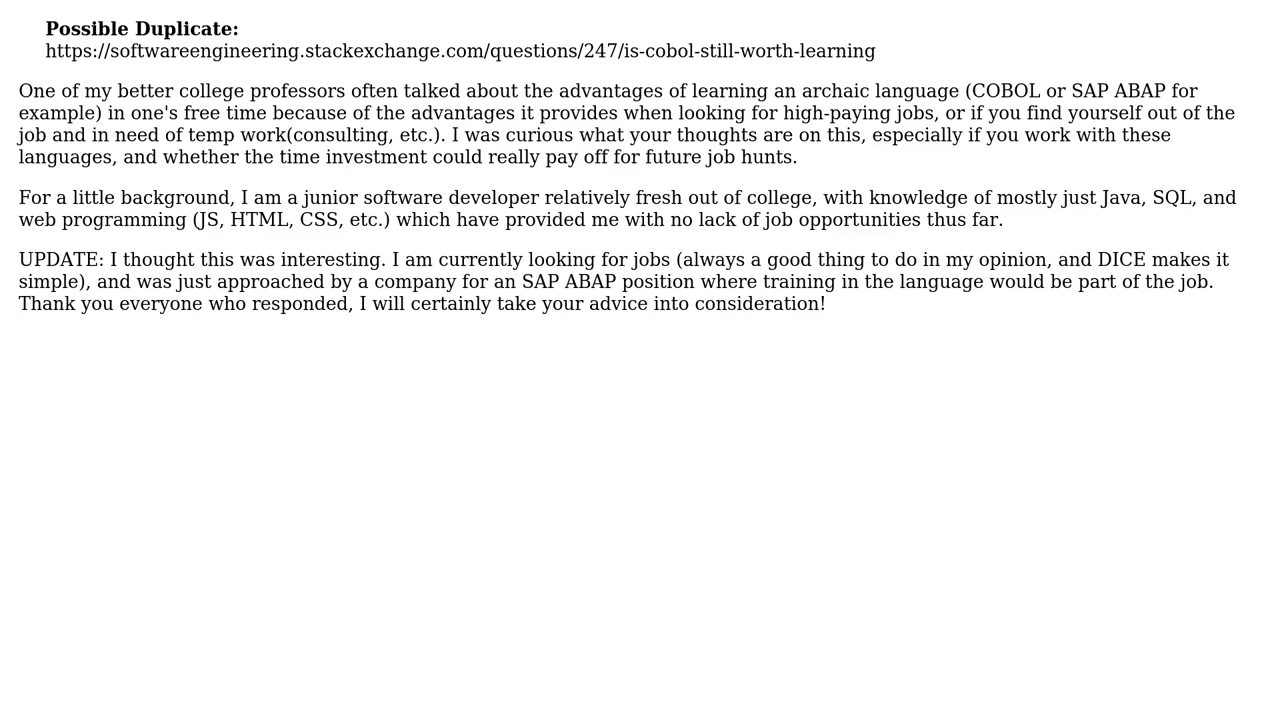 Possible Duplicate:
https://softwareengineering.stackexchange.com/questions/247/is-cobol-still-worth-learning
One of my better college professors often talked about the advantages of learning an archaic language (COBOL or SAP ABAP for
example) in one's free time because of the advantages it provides when looking for high-paying jobs, or if you find yourself out of the
job and in need of temp work(consulting, etc.). I was curious what your thoughts are on this, especially if you work with these
languages, and whether the time investment could really pay off for future job hunts.
For a little background, I am a junior software developer relatively fresh out of college, with knowledge of mostly just Java, SQL, and
web programming (JS, HTML, CSS, etc.) which have provided me with no lack of job opportunities thus far.
UPDATE: I thought this was interesting. I am currently looking for jobs (always a good thing to do in my opinion, and DICE makes it
simple), and was just approached by a company for an SAP ABAP position where training in the language would be part of the job.
Thank you everyone who responded, I will certainly take your advice into consideration!